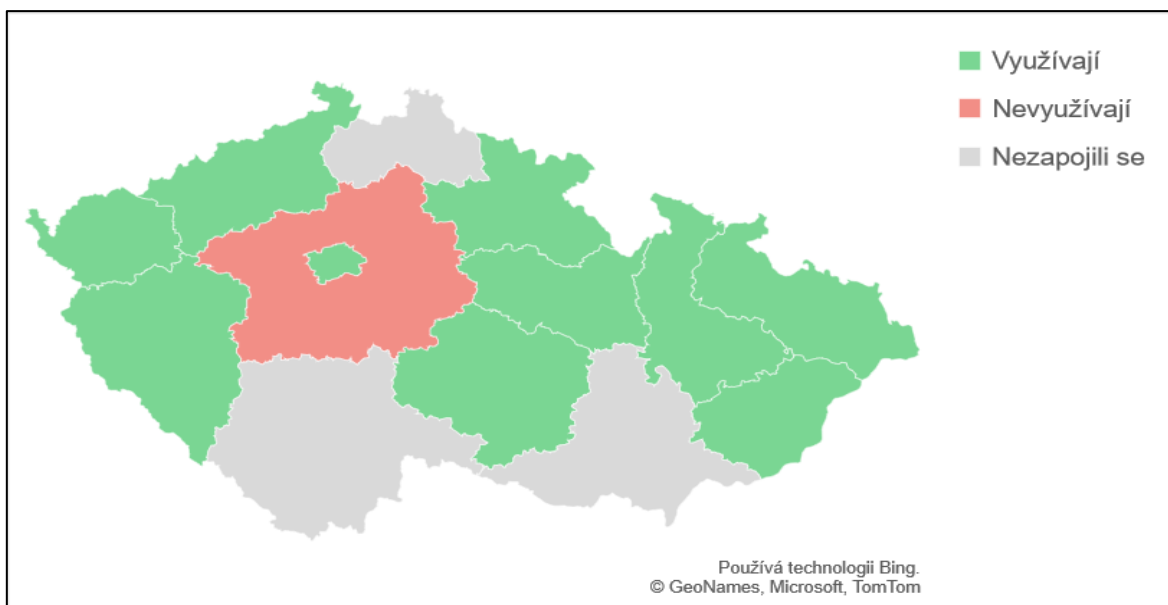 Využívají
Nevyužívají
Nezapojili se
Používá technologii Bing.
© GeoNames, Microsoft, TomTom